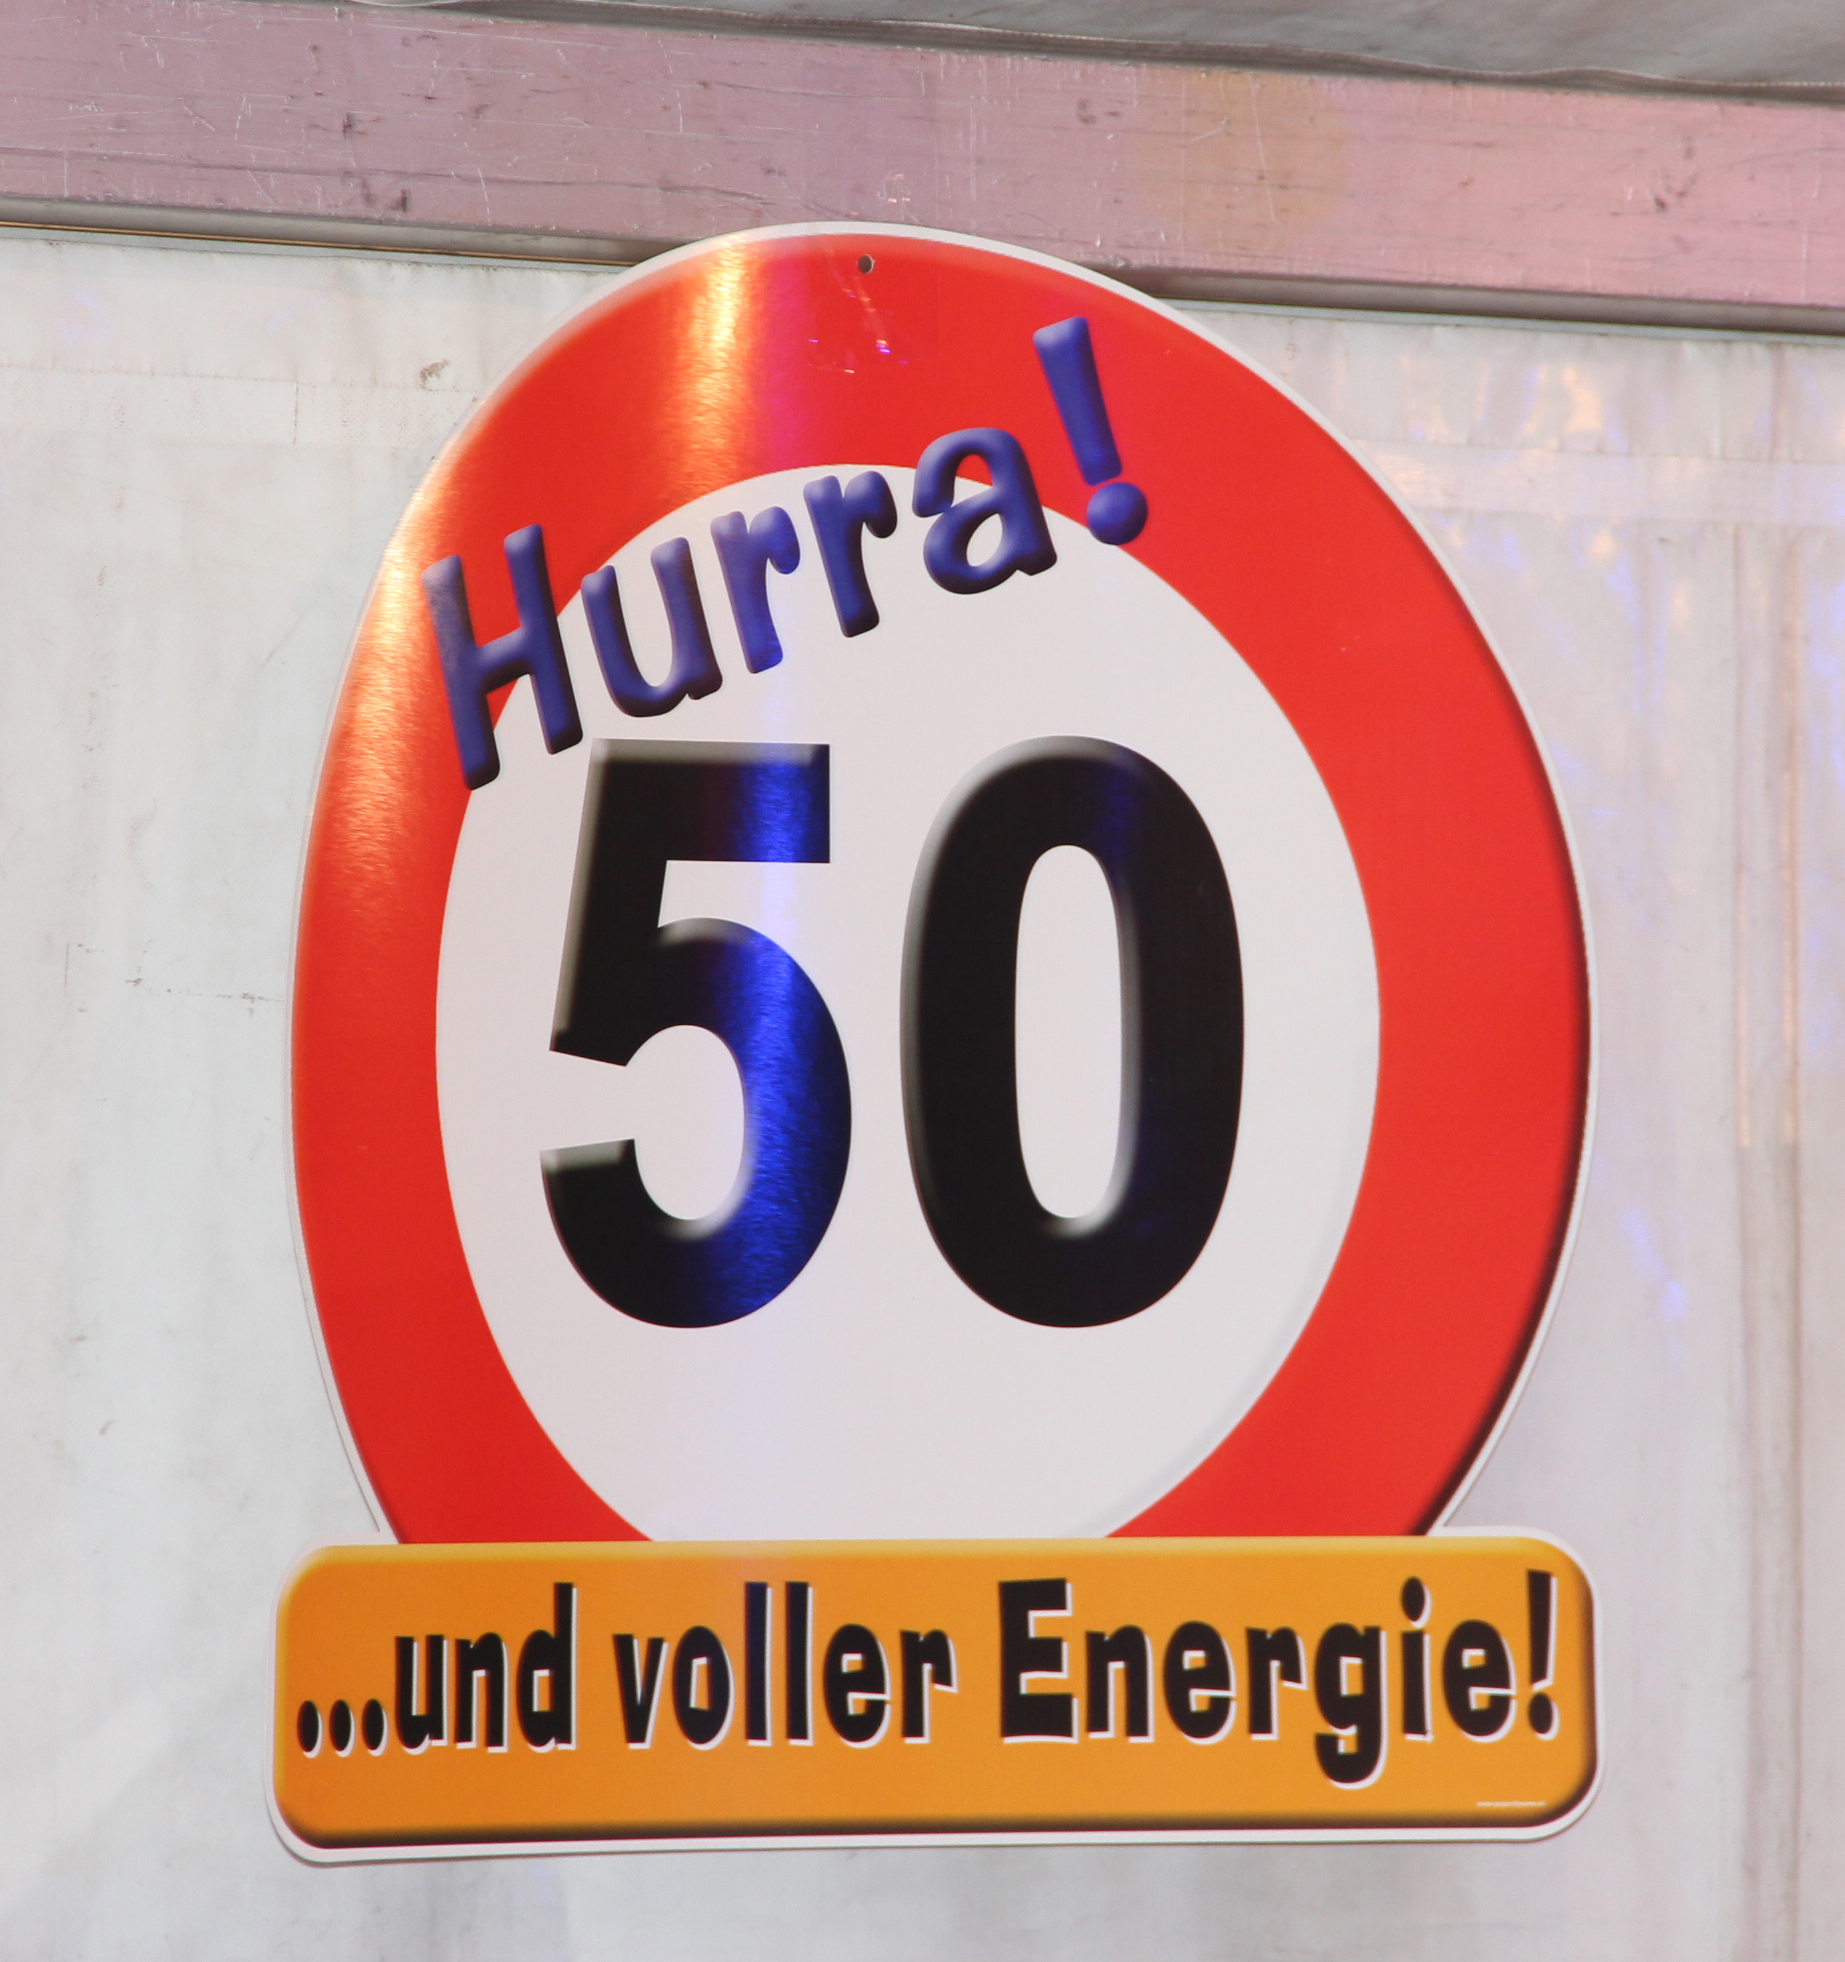 Hurra!
50
...und voller Energie!